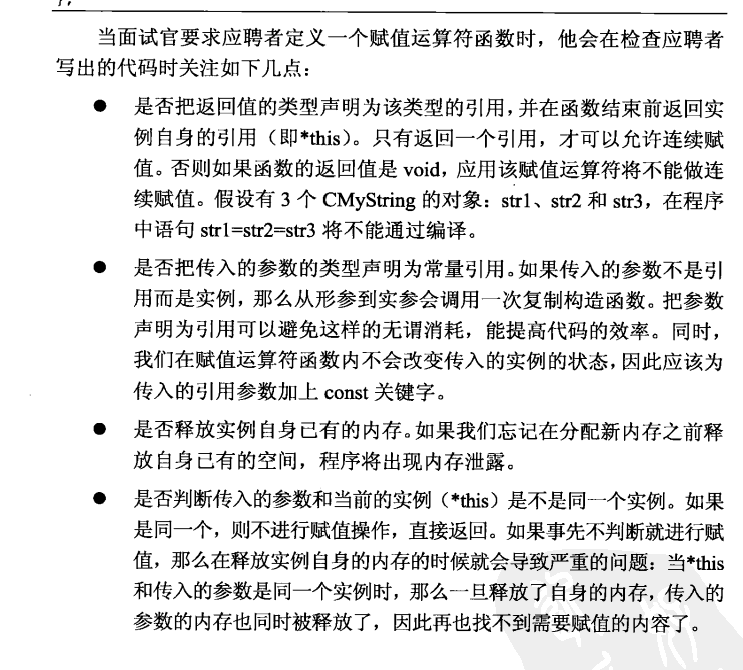 };
当面试官要求应聘者定义一个赋值运算符函数时，他会在检查应聘者
写出的代码时关注如下几点：
● 是否把返回值的类型声明为该类型的引用，并在函数结束前返回实
例自身的引用（即*this）。只有返回一个引用，才可以允许连续赋
值。否则如果函数的返回值是 void，应用该赋值运算符将不能做连
续赋值。假设有 3 个 CMyString 的对象：str1、str2 和 str3，在程序
中语句 str1=str2=str3 将不能通过编译。
● 是否把传入的参数的类型声明为常量引用。如果传入的参数不是引
用而是实例，那么从形参到实参会调用一次复制构造函数。把参数
声明为引用可以避免这样的无谓消耗，能提高代码的效率。同时，
我们在赋值运算符函数内不会改变传入的实例的状态，因此应该为
传入的引用参数加上 const 关键字。
● 是否释放实例自身已有的内存。如果我们忘记在分配新内存之前释
放自身已有的空间，程序将出现内存泄露。
● 是否判断传入的参数和当前的实例（*this）是不是同一个实例。如果
是同一个，则不进行赋值操作，直接返回。如果事先不判断就进行赋
值，那么在释放实例自身的内存的时候就会导致严重的问题：当*this
和传入的参数是同一个实例时，那么一旦释放了自身的内存，传入的
参数的内存也同时被释放了，因此再也找不到需要赋值的内容了。